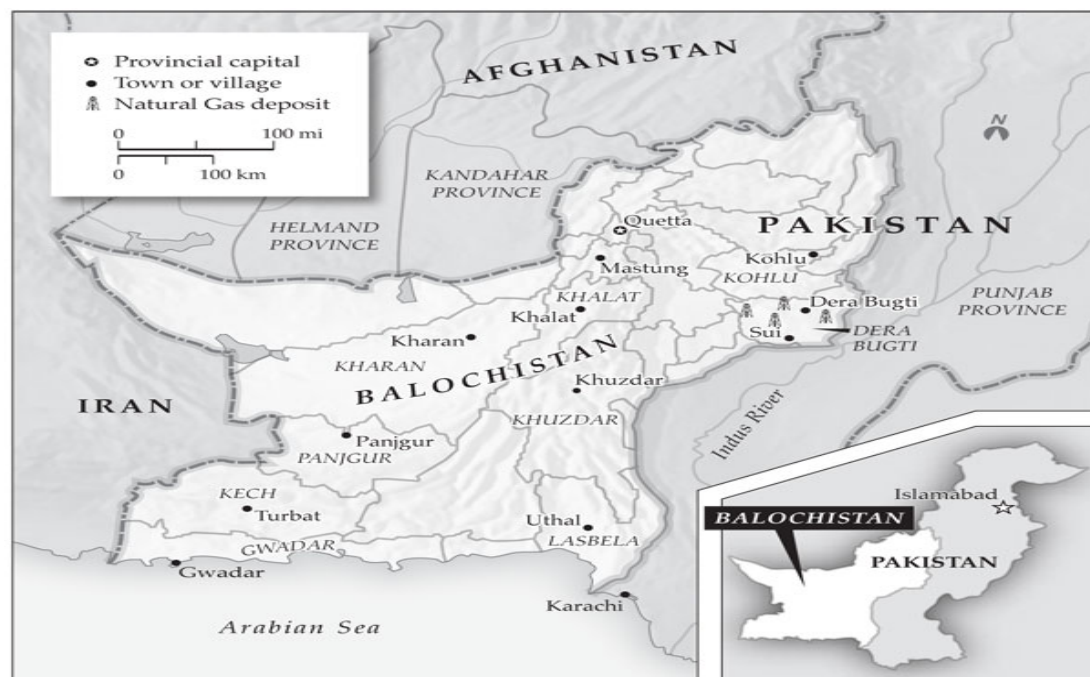 Provincial capital
Town or village
Natural Gas deposit
0 100 mi
0 100 km
AFGHANISTAN
N
KANDAHAR
PROVINCE
HELMAND
PROVINCE
Quetta
PAKISTAN
Mastung
Kohlu
KOHLU
KHALAT
Khalat
Dera Bugti
PUNJAB
PROVINCE
Sui
DERA
BUGTI
Kharan
KHARAN
BALOCHISTAN
Khuzdar
KHUZDAR
IRAN
Panjgur
PANJGUR
Indus River
KECH
Turbat
Uthal
LASBELA
GWADAR
Gwadar
Karachi
Arabian Sea
Islamabad
BALOCHISTAN
PAKISTAN